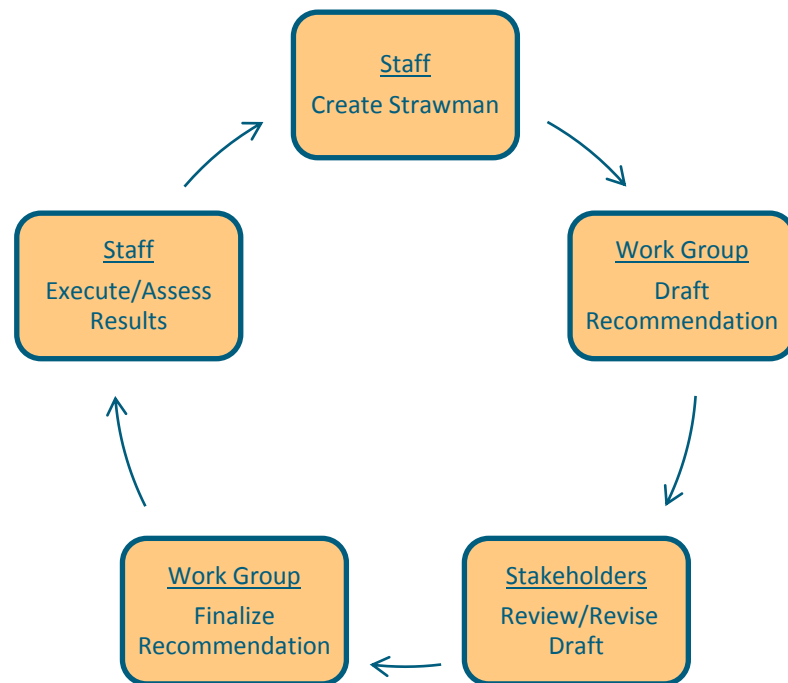 Staff
Create Strawman
Work Group
Draft
Recommendation
Stakeholders
Review/Revise
Draft
Work Group
Finalize
Recommendation
Staff
Execute/Assess
Results